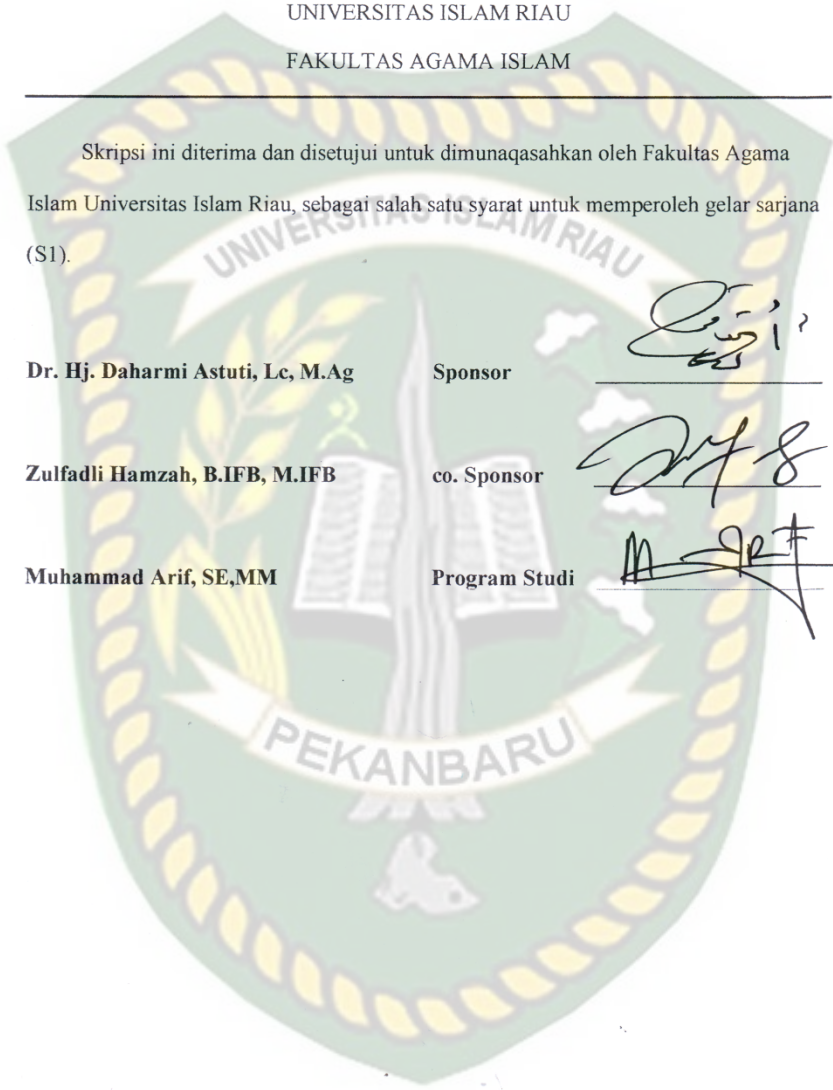 UNIVERSITAS ISLAM RIAU
FAKULTAS AGAMA ISLAM
Skripsi ini diterima dan disetujui untuk dimunaqasahkan oleh Fakultas Agama
Islam Universitas Islam Riau, sebagai salah satu syarat untuk memperoleh gelar sarjana
(S1).
UNIVERSITAS ISLAM RIAU
Dr. Hj. Daharmi Astuti, Lc, M.Ag Sponsor
Zulfadli Hamzah, B.IFB, M.IFB co. Sponsor
Muhammad Arif, SE,MM Program Studi
PEKANBARU